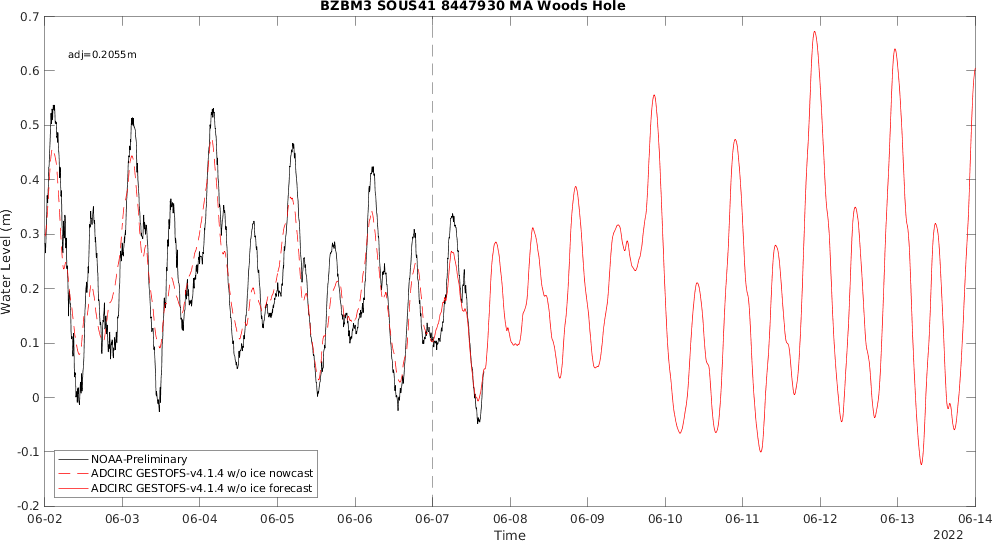 BZBM3 SOUS41 8447930 MA Woods Hole
adj=0.2055m
Water Level (m)
0.7
0.6
0.5
0.4
0.3
0.2
0.1
0
-0.1
-0.2
NOAA-Preliminary
ADCIRC GESTOFS-v4.1.4 w/o ice nowcast
ADCIRC GESTOFS-v4.1.4 w/o ice forecast
06-02 06-03 06-04 06-05 06-06 06-07 06-08 06-09 06-10 06-11 06-12 06-13 06-14
Time
2022